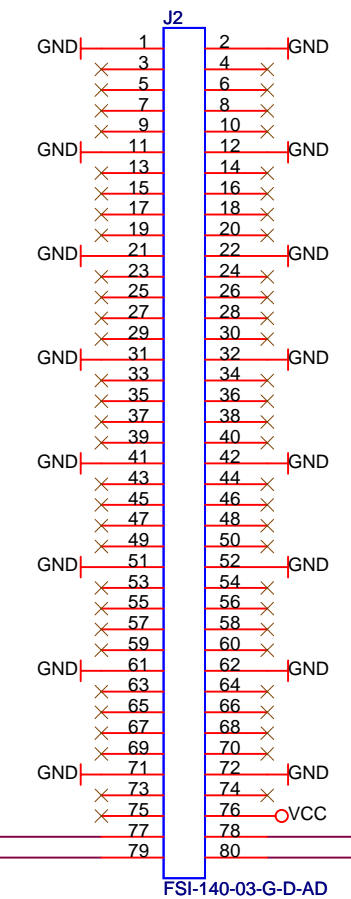 J2
GND 1 2 GND
3 4
5 6
7 8
9 10
GND 11 12 GND
13 14
15 16
17 18
19 20
GND 21 22 GND
23 24
25 26
27 28
29 30
GND 31 32 GND
33 34
35 36
37 38
39 40
GND 41 42 GND
43 44
45 46
47 48
49 50
GND 51 52 GND
53 54
55 56
57 58
59 60
GND 61 62 GND
63 64
65 66
67 68
69 70
GND 71 72 GND
73 74
75 76 VCC
77 78
79 80
FSI-140-03-G-D-AD